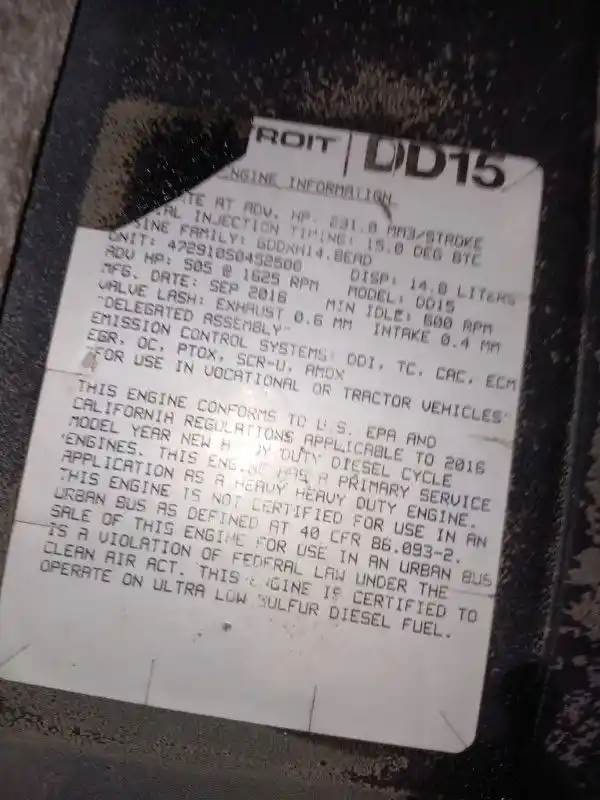 ROIT | DD15
ENGINE INFORMATION
ATE AT ADV. HP. 231.0 MM3/STROKE
AL INJECTION TIMING: 15.0 DEG BTC
GINE FAMILY: GDDXH14.8EAD
UNIT: 472910S0452500 DISP: 14.8 LITERS
ADV HP: 505 @ 1625 RPM MODEL: DD15
MFG. DATE: SEP 2016 MIN IDLE: 600 RPM
VALVE LASH: EXHAUST 0.6 MM INTAKE 0.4 MM
"DELEGATED ASSEMBLY"
EMISSION CONTROL SYSTEMS: DDI, TC, CAC, ECM
EGR, OC, PTOX, SCR-U, AMOX
"FOR USE IN VOCATIONAL OR TRACTOR VEHICLES"
THIS ENGINE CONFORMS TO U.S. EPA AND
CALIFORNIA REGULATIONS APPLICABLE TO 2016
MODEL YEAR NEW H Y DUTY DIESEL CYCLE
ENGINES. THIS ENGINE HAS A PRIMARY SERVICE
APPLICATION AS A HEAVY HEAVY DUTY ENGINE.
THIS ENGINE IS NOT CERTIFIED FOR USE IN AN
URBAN BUS AS DEFINED AT 40 CFR 86.093-2.
SALE OF THIS ENGINE FOR USE IN AN URBAN BUS
IS A VIOLATION OF FEDERAL LAW UNDER THE
CLEAN AIR ACT. THIS ENGINE IS CERTIFIED TO
OPERATE ON ULTRA LOW SULFUR DIESEL FUEL.